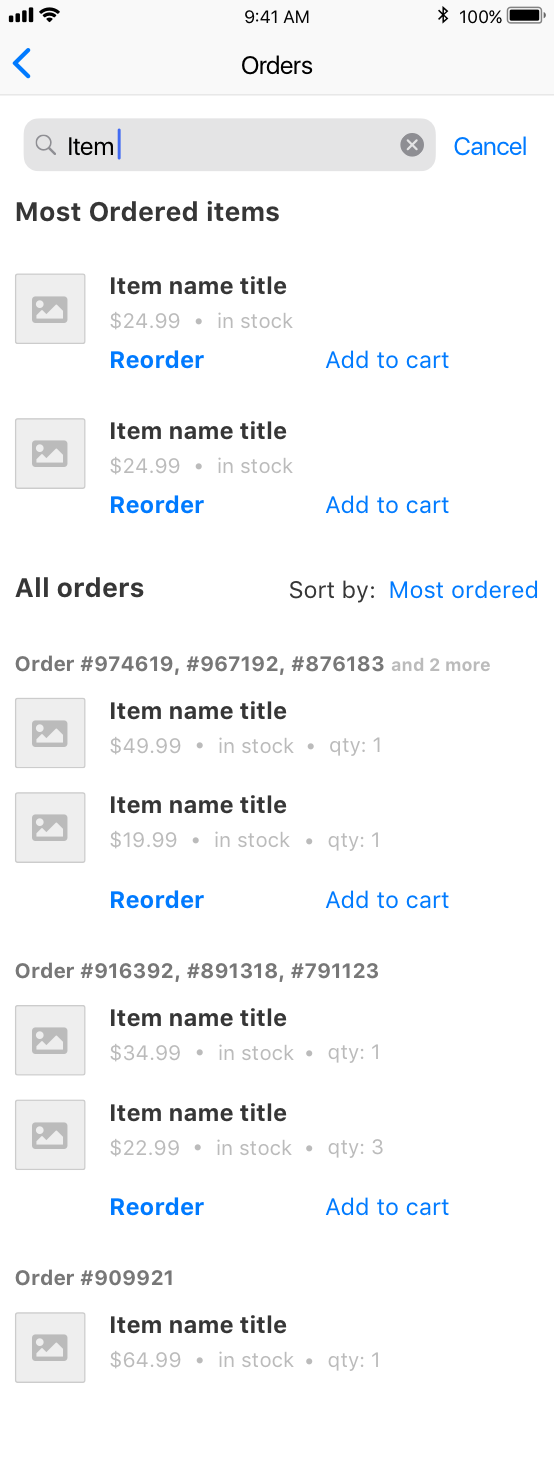 9:41 AM 100%
Orders
Item Cancel
Most Ordered items
Item name title
$24.99 • in stock
Reorder Add to cart
Item name title
$24.99 • in stock
Reorder Add to cart
All orders Sort by: Most ordered
Order #974619, #967192, #876183 and 2 more
Item name title
$49.99 • in stock • qty: 1
Item name title
$19.99 • in stock • qty: 1
Reorder Add to cart
Order #916392, #891318, #791123
Item name title
$34.99 • in stock • qty: 1
Item name title
$22.99 • in stock • qty: 3
Reorder Add to cart
Order #909921
Item name title
$64.99 • in stock • qty: 1